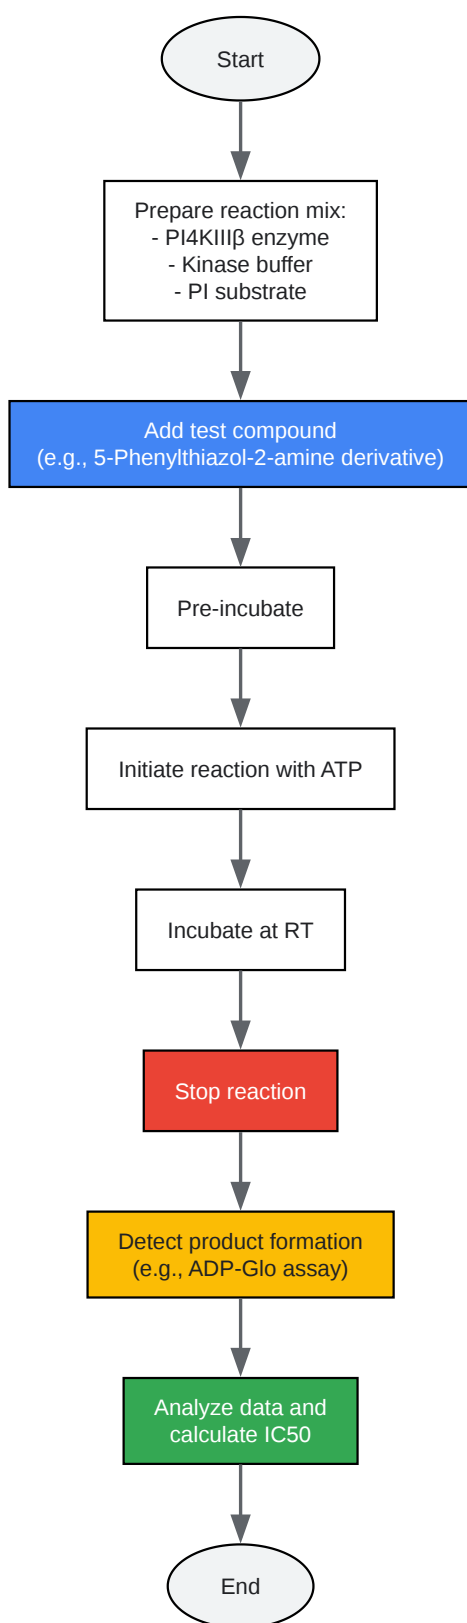 Start
Prepare reaction mix:
- PI4KIIIβ enzyme
- Kinase buffer
- PI substrate
Add test compound
(e.g., 5-Phenylthiazol-2-amine derivative)
Pre-incubate
Initiate reaction with ATP
Incubate at RT
Stop reaction
Detect product formation
(e.g., ADP-Glo assay)
Analyze data and
calculate IC50
End